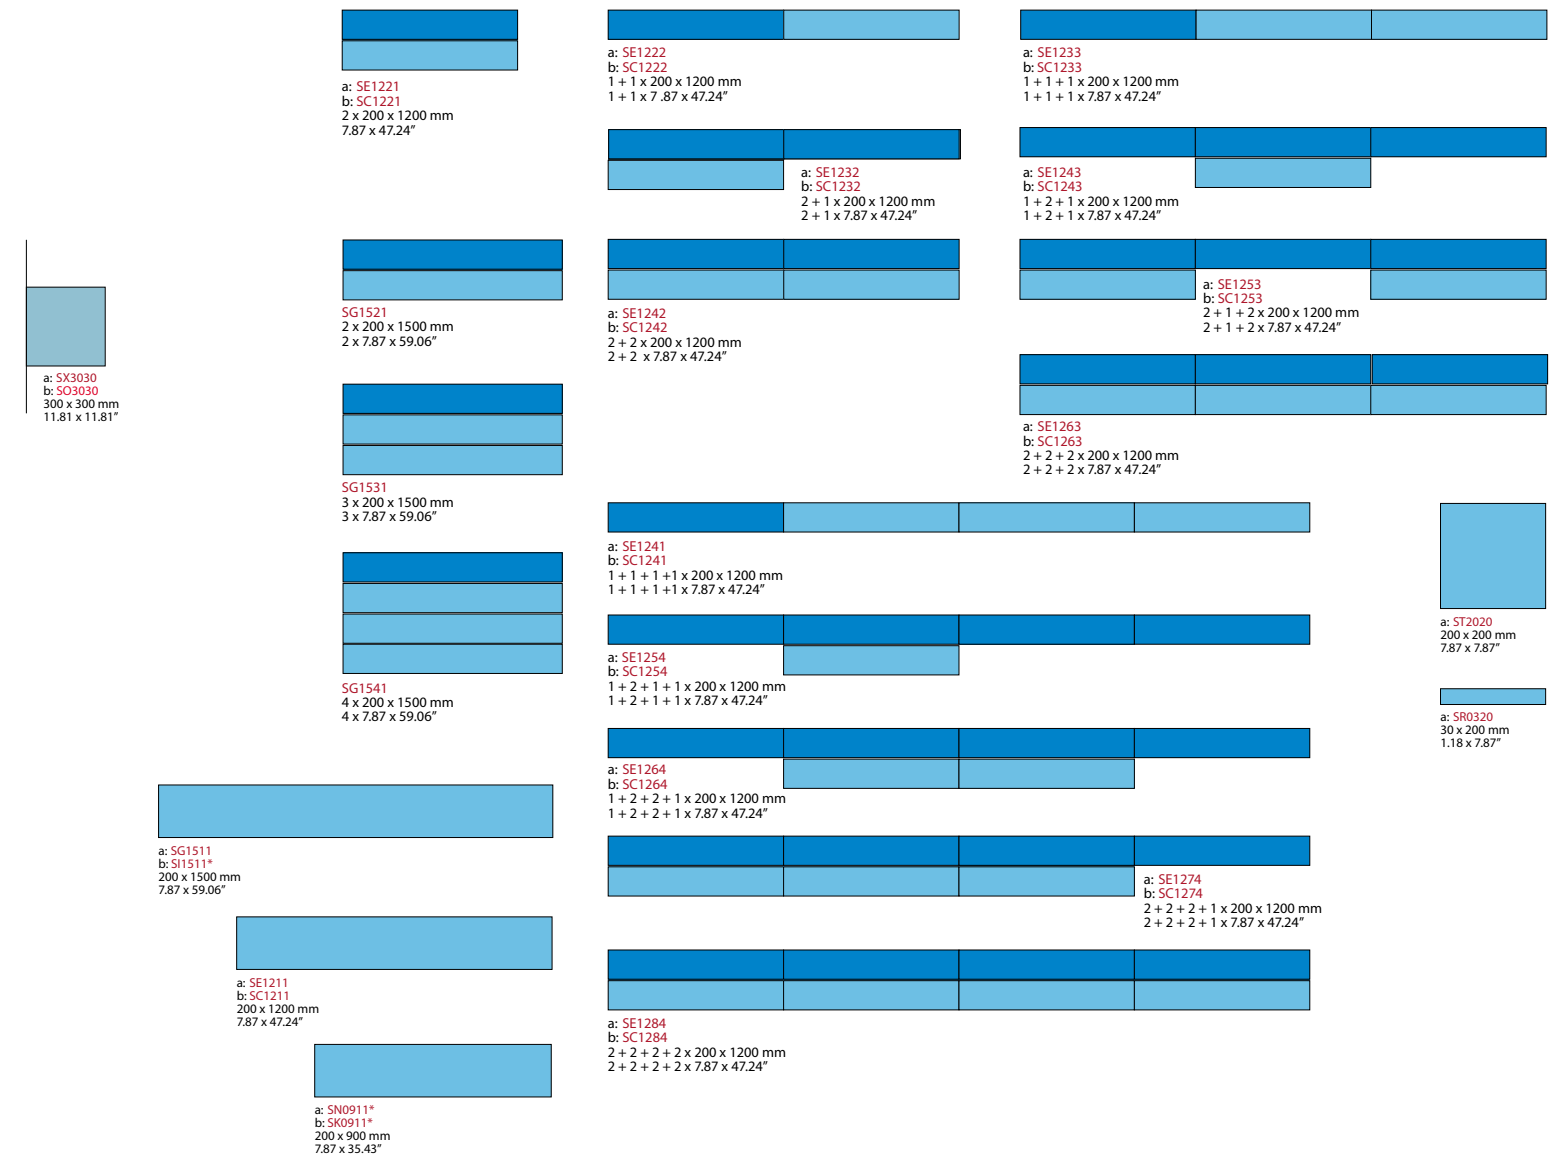 a: SE1221
b: SC1221
2 x 200 x 1200 mm
7.87 x 47.24”
a: SE1222
b: SC1222
1 + 1 x 200 x 1200 mm
1 + 1 x 7 .87 x 47.24”
a: SE1233
b: SC1233
1 + 1 + 1 x 200 x 1200 mm
1 + 1 + 1 x 7.87 x 47.24”
a: SE1232
b: SC1232
2 + 1 x 200 x 1200 mm
2 + 1 x 7.87 x 47.24”
a: SE1243
b: SC1243
1 + 2 + 1 x 200 x 1200 mm
1 + 2 + 1 x 7.87 x 47.24”
a: SX3030
b: SO3030
300 x 300 mm
11.81 x 11.81”
SG1521
2 x 200 x 1500 mm
2 x 7.87 x 59.06”
a: SE1242
b: SC1242
2 + 2 x 200 x 1200 mm
2 + 2 x 7.87 x 47.24”
a: SE1253
b: SC1253
2 + 1 + 2 x 200 x 1200 mm
2 + 1 + 2 x 7.87 x 47.24”
a: SE1263
b: SC1263
2 + 2 + 2 x 200 x 1200 mm
2 + 2 + 2 x 7.87 x 47.24”
SG1531
3 x 200 x 1500 mm
3 x 7.87 x 59.06”
a: SE1241
b: SC1241
1 + 1 + 1 +1 x 200 x 1200 mm
1 + 1 + 1 +1 x 7.87 x 47.24”
a: ST2020
200 x 200 mm
7.87 x 7.87”
SG1541
4 x 200 x 1500 mm
4 x 7.87 x 59.06”
a: SE1254
b: SC1254
1 + 2 + 1 + 1 x 200 x 1200 mm
1 + 2 + 1 + 1 x 7.87 x 47.24”
a: SR0320
30 x 200 mm
1.18 x 7.87”
a: SE1264
b: SC1264
1 + 2 + 2 + 1 x 200 x 1200 mm
1 + 2 + 2 + 1 x 7.87 x 47.24”
a: SG1511
b: SI1511*
200 x 1500 mm
7.87 x 59.06”
a: SE1274
b: SC1274
2 + 2 + 2 + 1 x 200 x 1200 mm
2 + 2 + 2 + 1 x 7.87 x 47.24”
a: SE1211
b: SC1211
200 x 1200 mm
7.87 x 47.24”
a: SE1284
b: SC1284
2 + 2 + 2 + 2 x 200 x 1200 mm
2 + 2 + 2 + 2 x 7.87 x 47.24”
a: SN0911*
b: SK0911*
200 x 900 mm
7.87 x 35.43”